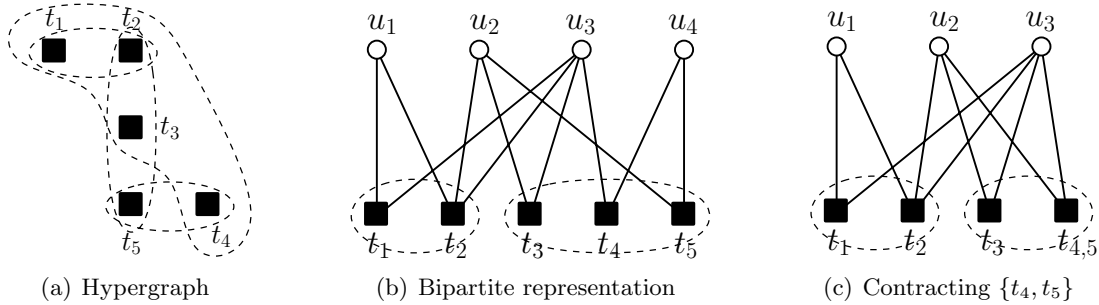 t₁ t₂
t₃
t₅ t₄
(a) Hypergraph
u₁ u₂ u₃ u₄
t₁ t₂ t₃ t₄ t₅
(b) Bipartite representation
u₁ u₂ u₃
t₁ t₂ t₃ t₄,₅
(c) Contracting {t₄, t₅}